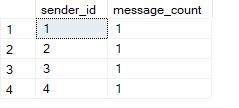 sender_id message_count
1 1 1
2 2 1
3 3 1
4 4 1